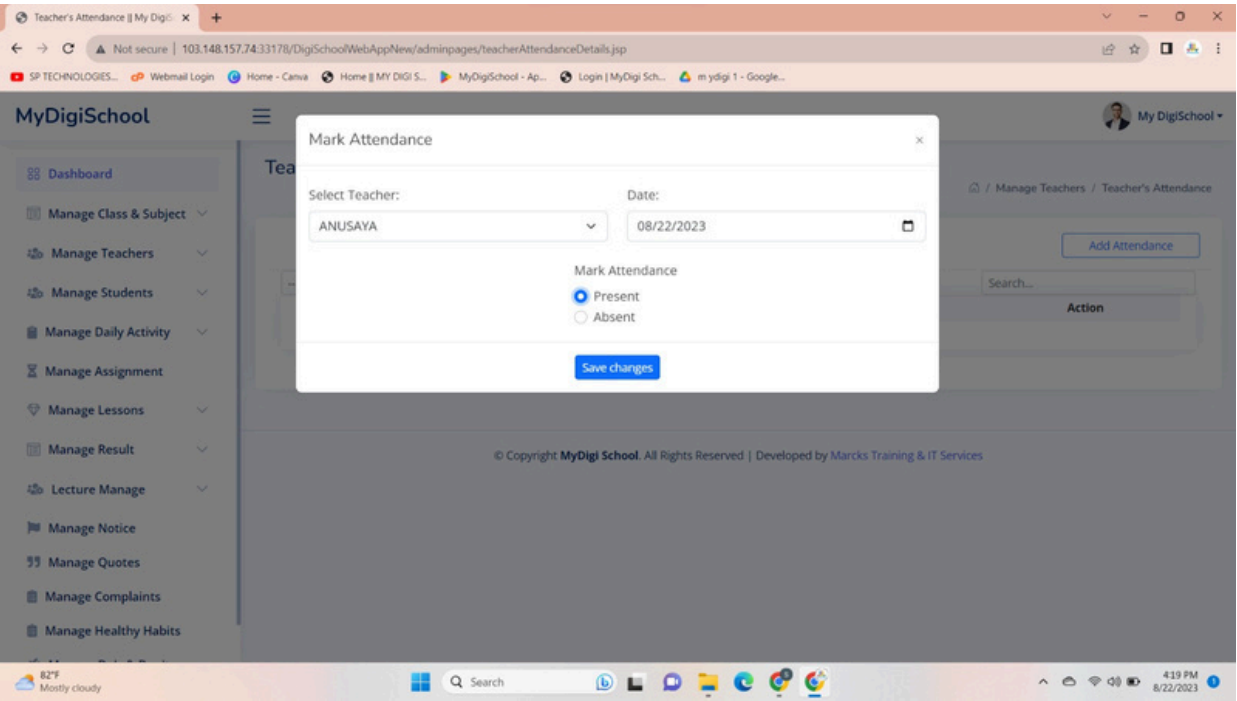 Teacher's Attendance || My DigiS
Not secure | 103.148.157.74:33178/DigiSchoolWebAppNew/adminpages/teacherAttendanceDetails.jsp
SP TECHNOLOGIES... Webmail Login Home - Canva Home || MY DIGI S... MyDigiSchool - Ap... Login | MyDigi Sch... m ydigi 1 - Google...
MyDigiSchool
My DigiSchool
Mark Attendance ×
Tea
/ Manage Teachers / Teacher's Attendance
Select Teacher: Date:
ANUSAYA 08/22/2023
Add Attendance
Mark Attendance
Present
Absent
Search...
Action
Save changes
Dashboard
Manage Class & Subject
Manage Teachers
Manage Students
Manage Daily Activity
Manage Assignment
Manage Lessons
Manage Result
Lecture Manage
Manage Notice
Manage Quotes
Manage Complaints
Manage Healthy Habits
© Copyright MyDigi School. All Rights Reserved | Developed by Marcks Training & IT Services
82°F
Mostly cloudy
Search
4:19 PM
8/22/2023